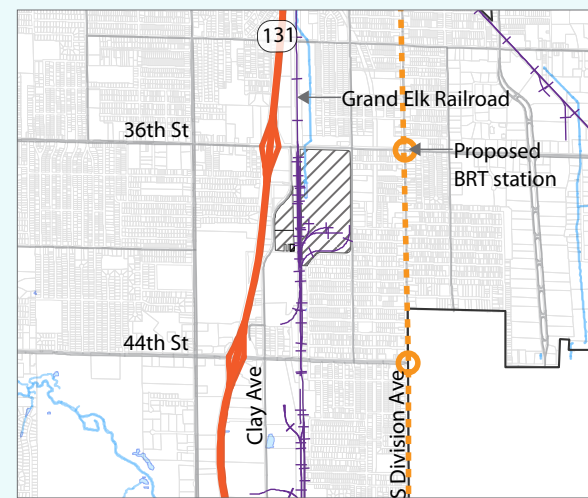 131
Grand Elk Railroad
36th St
Proposed
BRT station
44th St
Clay Ave
S Division Ave